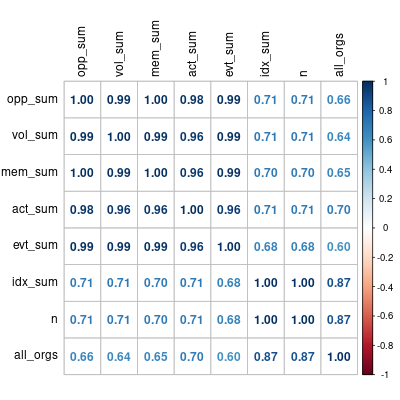 opp_sum vol_sum mem_sum act_sum evt_sum idx_sum n all_orgs
opp_sum 1.00 0.99 1.00 0.98 0.99 0.71 0.71 0.66
vol_sum 0.99 1.00 0.99 0.96 0.99 0.71 0.71 0.64
mem_sum 1.00 0.99 1.00 0.96 0.99 0.70 0.70 0.65
act_sum 0.98 0.96 0.96 1.00 0.96 0.71 0.71 0.70
evt_sum 0.99 0.99 0.99 0.96 1.00 0.68 0.68 0.60
idx_sum 0.71 0.71 0.70 0.71 0.68 1.00 1.00 0.87
n 0.71 0.71 0.70 0.71 0.68 1.00 1.00 0.87
all_orgs 0.66 0.64 0.65 0.70 0.60 0.87 0.87 1.00
1
0.8
0.6
0.4
0.2
0
-0.2
-0.4
-0.6
-0.8
-1